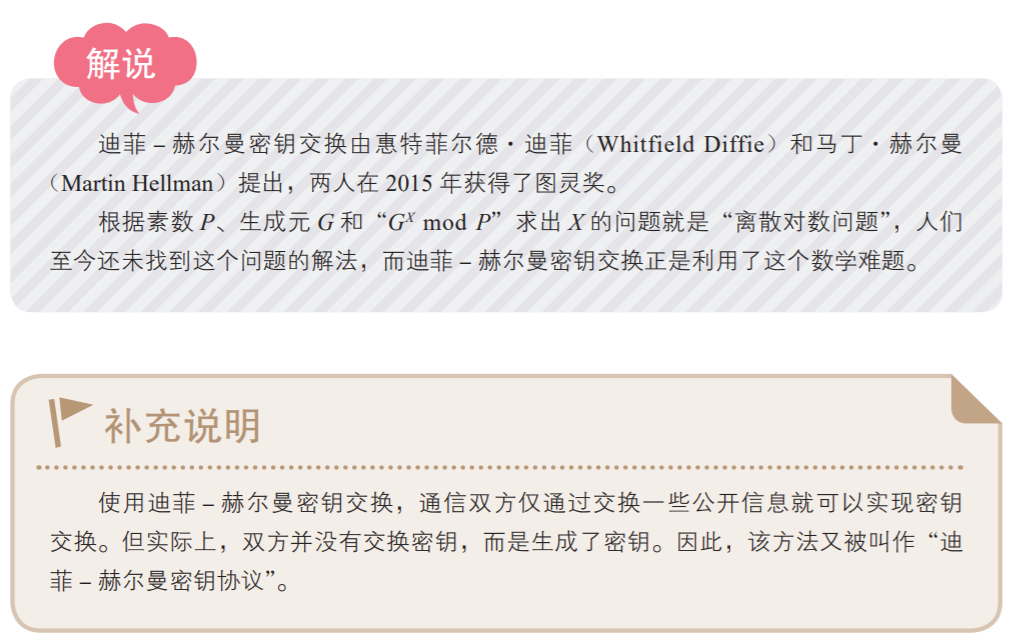 解说
迪菲－赫尔曼密钥交换由惠特菲尔德·迪菲（Whitfield Diffie）和马丁·赫尔曼
（Martin Hellman）提出，两人在 2015 年获得了图灵奖。
根据素数 P、生成元 G 和“G^X mod P”求出 X 的问题就是“离散对数问题”，人们
至今还未找到这个问题的解法，而迪菲－赫尔曼密钥交换正是利用了这个数学难题。
补充说明
使用迪菲－赫尔曼密钥交换，通信双方仅通过交换一些公开信息就可以实现密钥
交换。但实际上，双方并没有交换密钥，而是生成了密钥。因此，该方法又被叫作“迪
菲－赫尔曼密钥协议”。